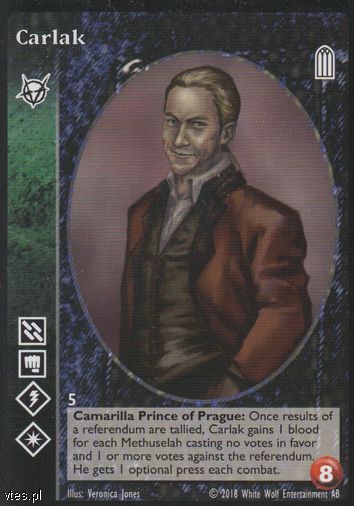 Carlak
5
Camarilla Prince of Prague: Once results
of a referendum are tallied, Carlak gains 1 blood
for each Methuselah casting no votes in favor
and 1 or more votes against the referendum.
He gets 1 optional press each combat.
8
Illus: Veronica Jones
© 2018 White Wolf Entertainment AB
vtes.pl